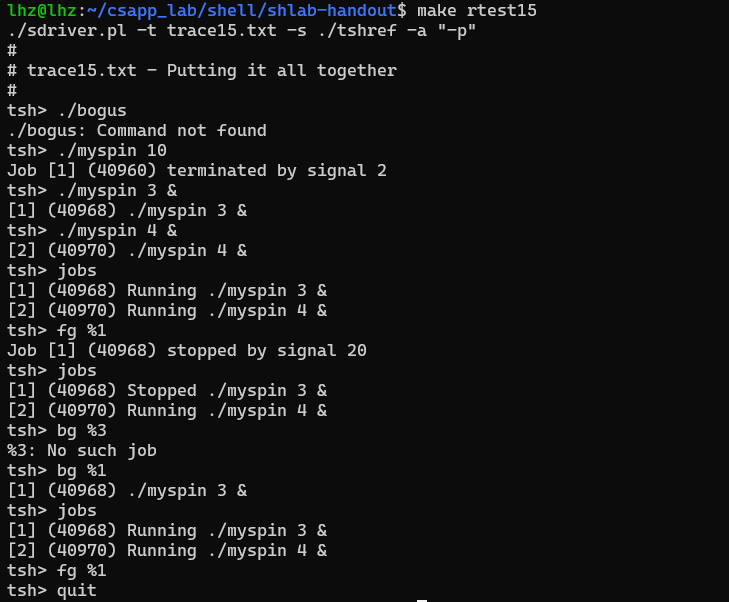 lhz@lhz:~/csapp_lab/shell/shlab-handout$ make rtest15
./sdriver.pl -t trace15.txt -s ./tshref -a "-p"
#
# trace15.txt - Putting it all together
#
tsh> ./bogus
./bogus: Command not found
tsh> ./myspin 10
Job [1] (40960) terminated by signal 2
tsh> ./myspin 3 &
[1] (40968) ./myspin 3 &
tsh> ./myspin 4 &
[2] (40970) ./myspin 4 &
tsh> jobs
[1] (40968) Running ./myspin 3 &
[2] (40970) Running ./myspin 4 &
tsh> fg %1
Job [1] (40968) stopped by signal 20
tsh> jobs
[1] (40968) Stopped ./myspin 3 &
[2] (40970) Running ./myspin 4 &
tsh> bg %3
%3: No such job
tsh> bg %1
[1] (40968) ./myspin 3 &
tsh> jobs
[1] (40968) Running ./myspin 3 &
[2] (40970) Running ./myspin 4 &
tsh> fg %1
tsh> quit